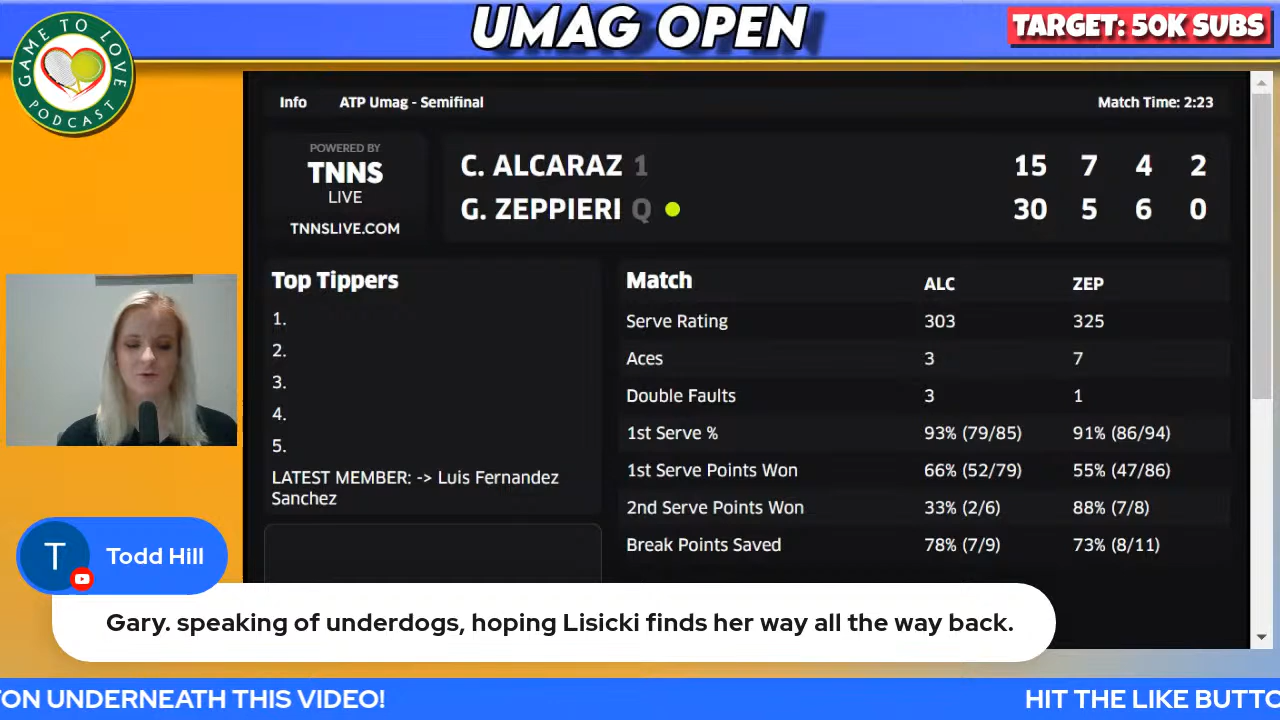 GAME TO LOVE PODCAST
UMAG OPEN
TARGET: 50K SUBS
Info ATP Umag - Semifinal Match Time: 2:23
POWERED BY
TNNS
LIVE
TNNSLIVE.COM
C. ALCARAZ 1 15 7 4 2
G. ZEPPIERI Q 30 5 6 0
Top Tippers
1.
2.
3.
4.
5.
LATEST MEMBER: -> Luis Fernandez
Sanchez
Match ALC ZEP
Serve Rating 303 325
Aces 3 7
Double Faults 3 1
1st Serve % 93% (79/85) 91% (86/94)
1st Serve Points Won 66% (52/79) 55% (47/86)
2nd Serve Points Won 33% (2/6) 88% (7/8)
Break Points Saved 78% (7/9) 73% (8/11)
T Todd Hill
Gary. speaking of underdogs, hoping Lisicki finds her way all the way back.
TON UNDERNEATH THIS VIDEO! HIT THE LIKE BUTTO